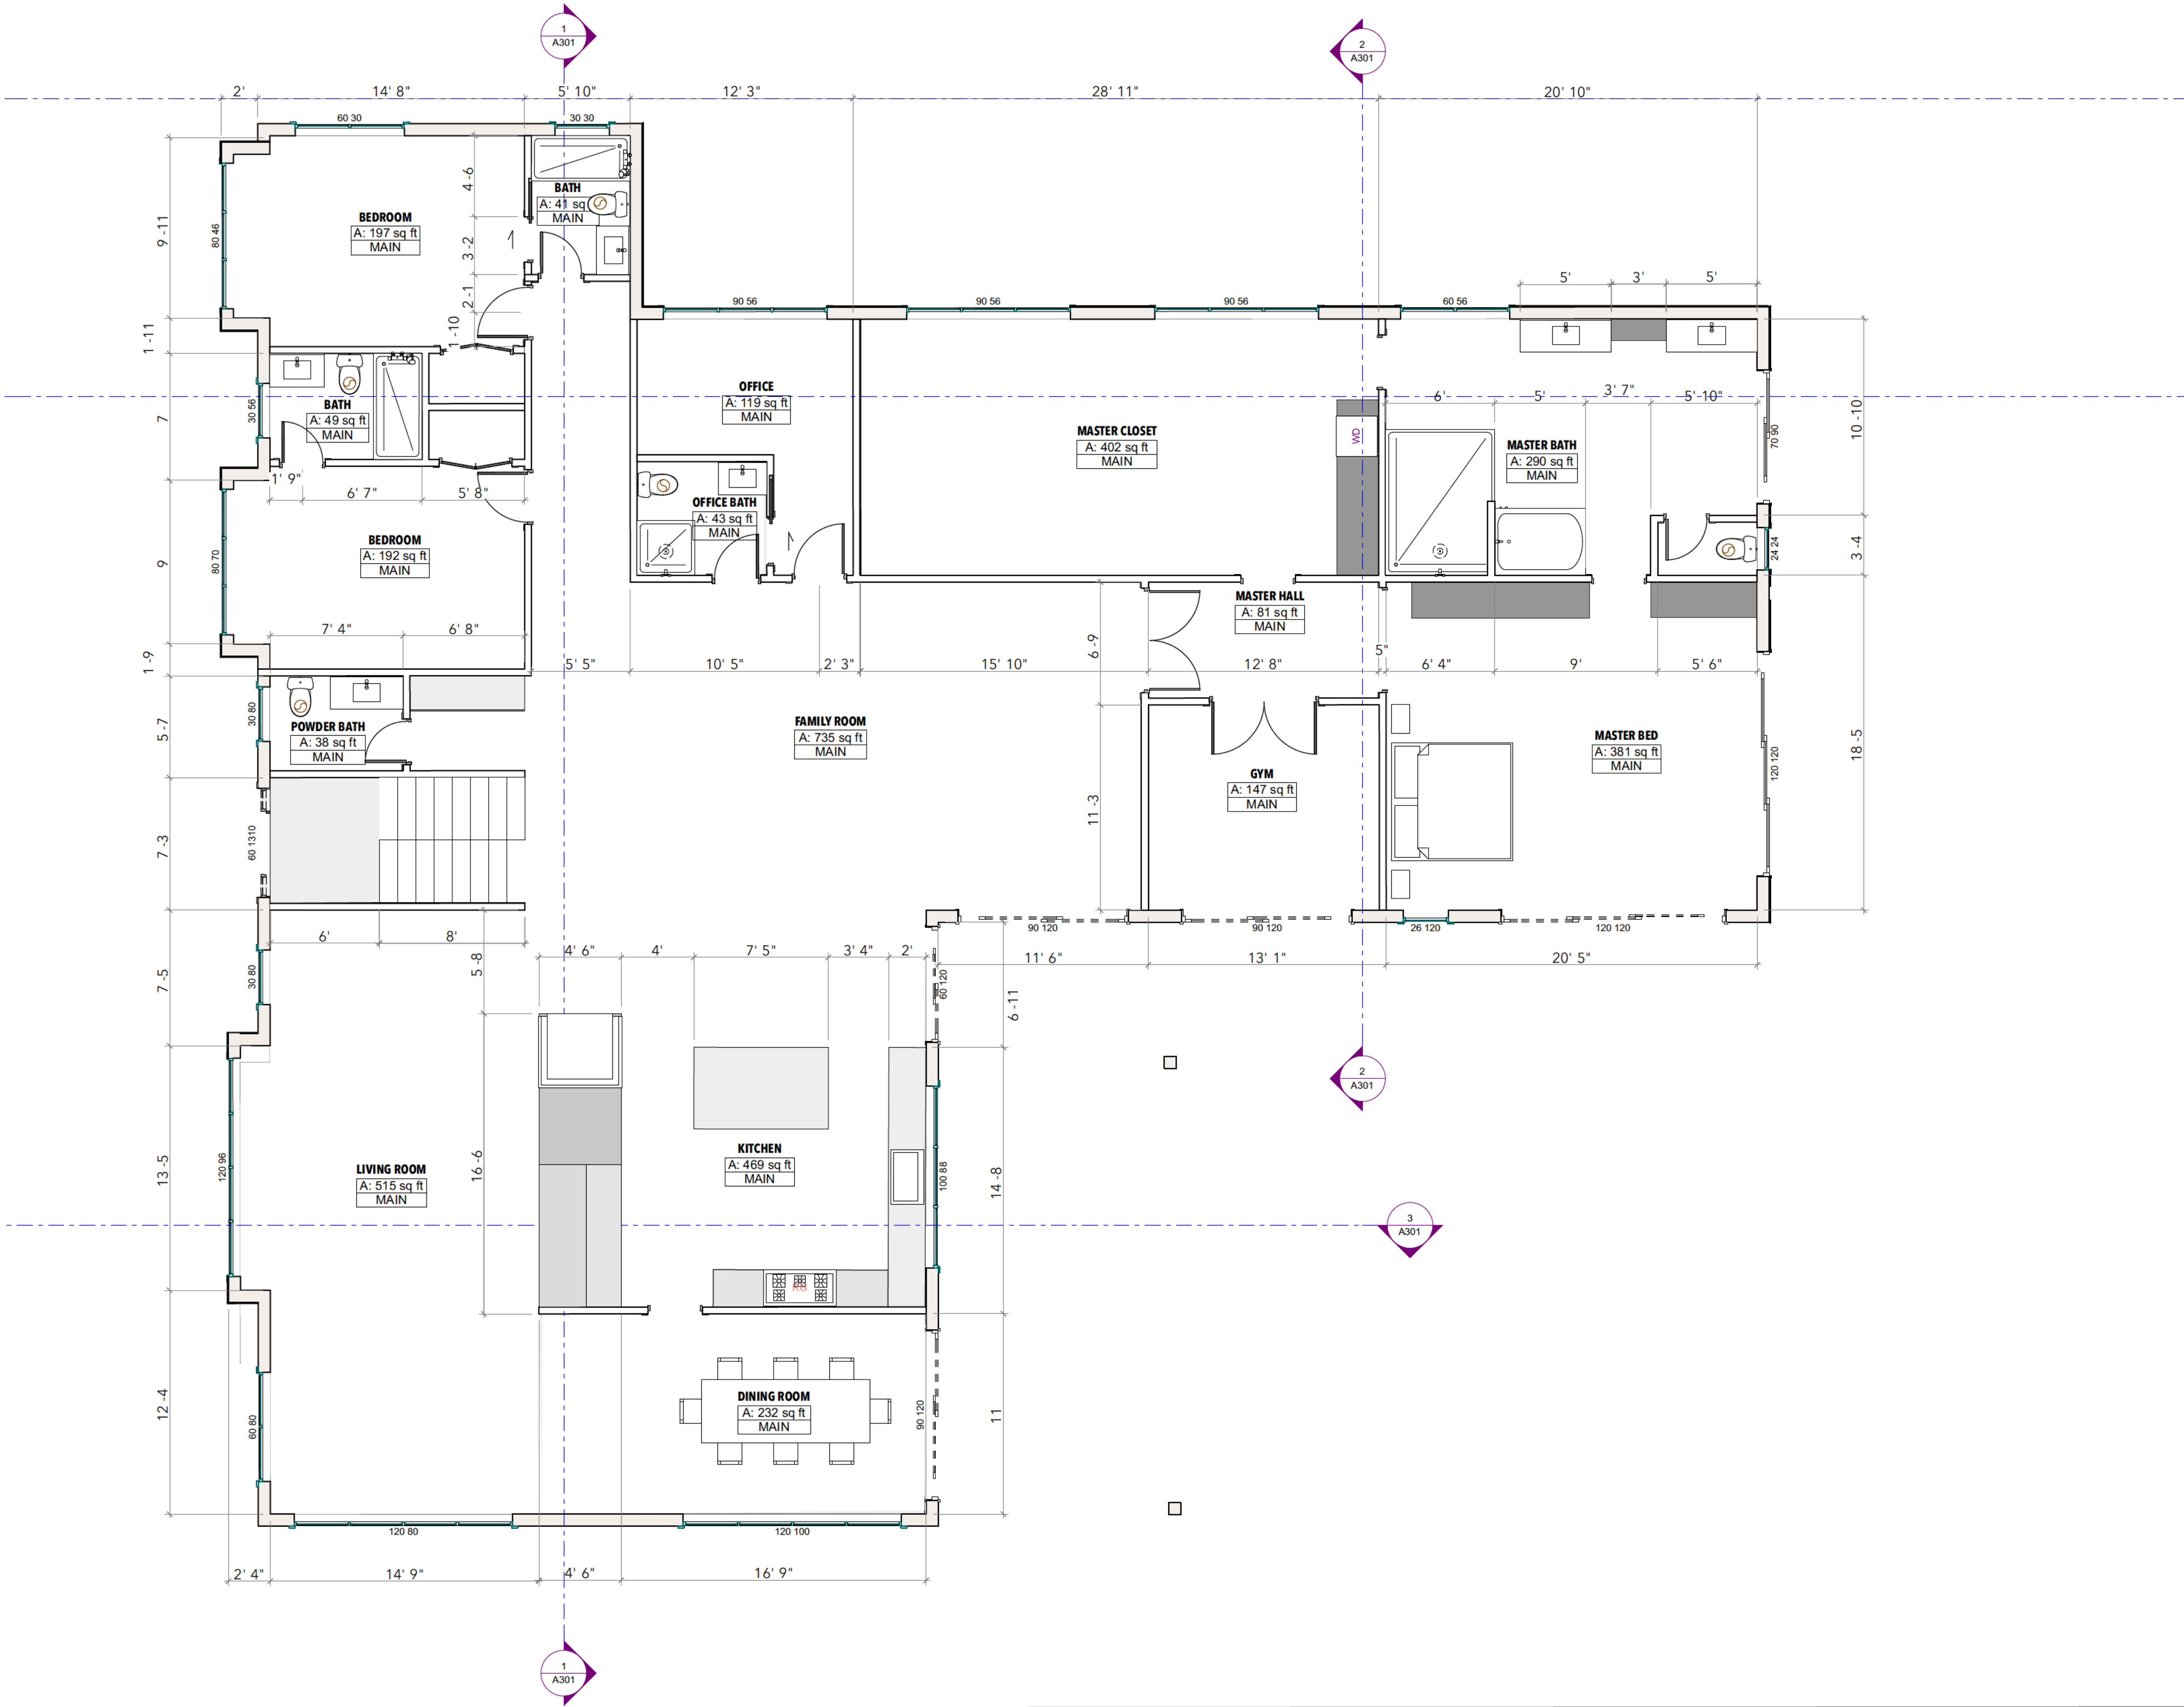 1
A301
2
A301
2'
14' 8"
5' 10"
12' 3"
28' 11"
20' 10"
60 30
30 30
4 -6
BATH
A: 41 sq
MAIN
BEDROOM
A: 197 sq ft
MAIN
9 -11
80 46
3 -2
2 -1
1 -10
5'
3'
5'
90 56
90 56
90 56
60 56
1 -11
OFFICE
A: 119 sq ft
MAIN
6'
5'
3' 7"
5' 10"
BATH
A: 49 sq ft
MAIN
7
30 56
MASTER CLOSET
A: 402 sq ft
MAIN
WD
MASTER BATH
A: 290 sq ft
MAIN
70 90
10 -10
1' 9"
6' 7"
5' 8"
OFFICE BATH
A: 43 sq ft
MAIN
BEDROOM
A: 192 sq ft
MAIN
9
80 70
24 24
3 -4
MASTER HALL
A: 81 sq ft
MAIN
7' 4"
6' 8"
6 -9
1 -9
5' 5"
10' 5"
2' 3"
15' 10"
12' 8"
5"
6' 4"
9'
5' 6"
5 -7
30 80
POWDER BATH
A: 38 sq ft
MAIN
FAMILY ROOM
A: 735 sq ft
MAIN
MASTER BED
A: 381 sq ft
MAIN
120 120
18 -5
GYM
A: 147 sq ft
MAIN
11 -3
7 -3
60 1310
90 120
90 120
26 120
120 120
6'
8'
5 -8
4' 6"
4'
7' 5"
3' 4"
2'
11' 6"
13' 1"
20' 5"
7 -5
30 80
60 120
6 -11
2
A301
KITCHEN
A: 469 sq ft
MAIN
LIVING ROOM
A: 515 sq ft
MAIN
13 -5
120 96
16 -6
100 88
14 -8
3
A301
RG
DINING ROOM
A: 232 sq ft
MAIN
12 -4
60 80
90 120
11
120 80
120 100
2' 4"
14' 9"
4' 6"
16' 9"
1
A301